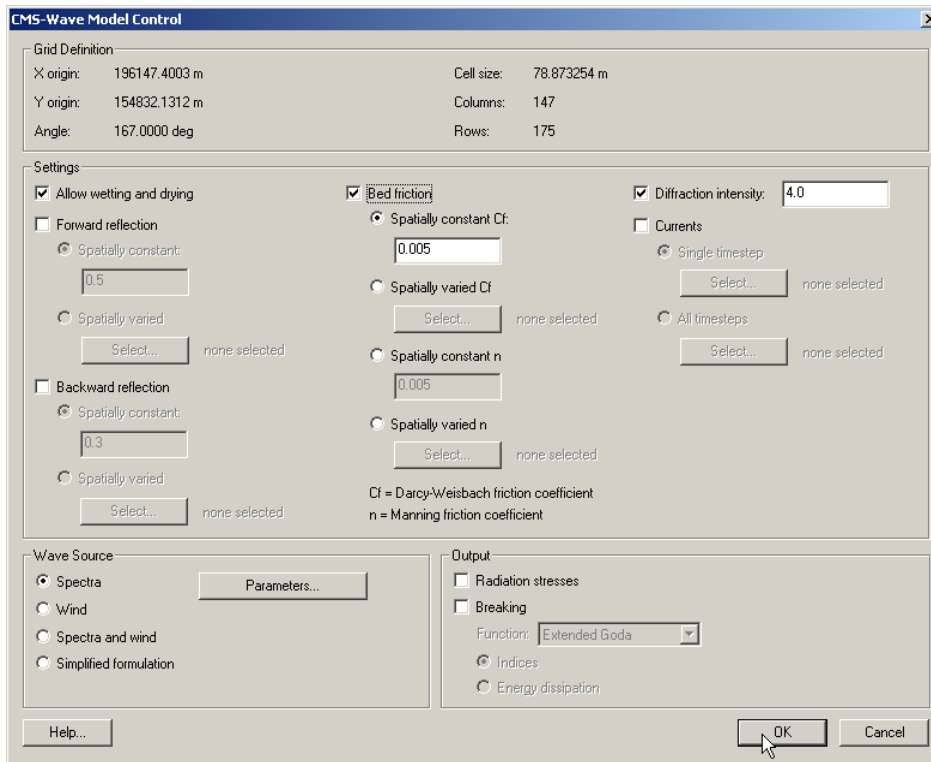 CMS-Wave Model Control
Grid Definition
X origin: 196147.4003 m Cell size: 78.873254 m
Y origin: 154832.1312 m Columns: 147
Angle: 167.0000 deg Rows: 175
Settings
Allow wetting and drying
Forward reflection
Spatially constant:
0.5
Spatially varied
Select... none selected
Backward reflection
Spatially constant:
0.3
Spatially varied
Select... none selected
Bed friction
Spatially constant Cf:
0.005
Spatially varied Cf
Select... none selected
Spatially constant n
0.005
Spatially varied n
Select... none selected
Cf = Darcy-Weisbach friction coefficient
n = Manning friction coefficient
Diffraction intensity: 4.0
Currents
Single timestep
Select... none selected
All timesteps
Select... none selected
Wave Source
Spectra
Parameters...
Wind
Spectra and wind
Simplified formulation
Output
Radiation stresses
Breaking
Function: Extended Goda
Indices
Energy dissipation
Help... OK Cancel